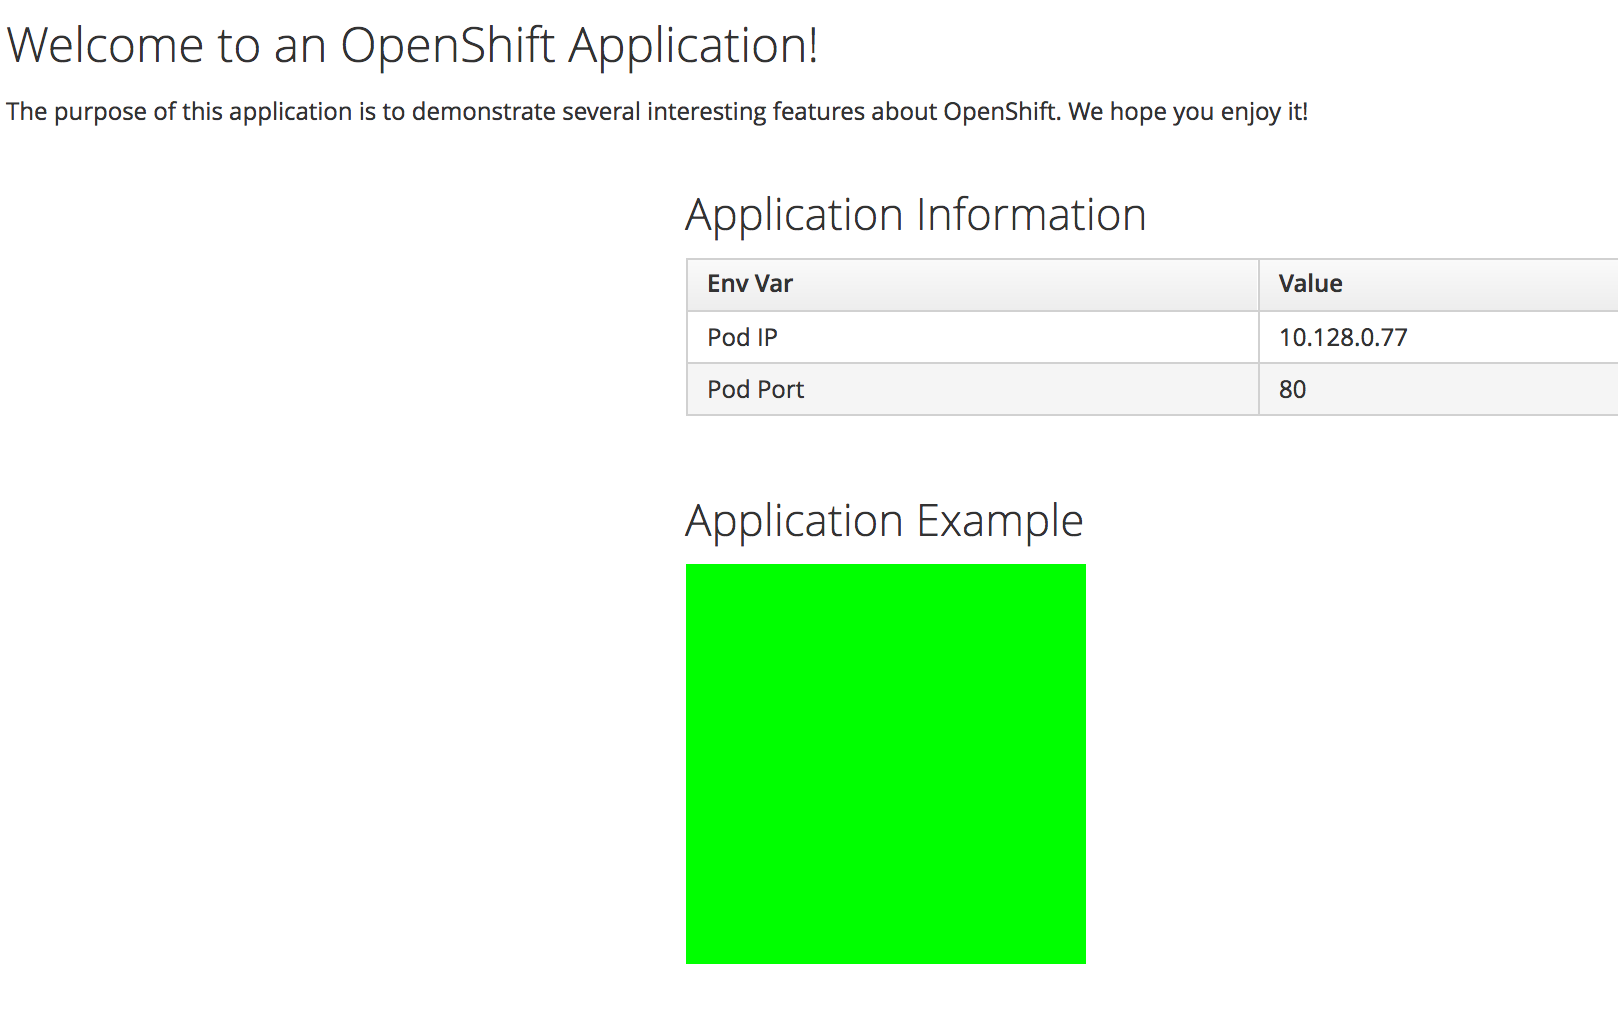 Welcome to an OpenShift Application!
The purpose of this application is to demonstrate several interesting features about OpenShift. We hope you enjoy it!
Application Information
Env Var Value
Pod IP 10.128.0.77
Pod Port 80
Application Example